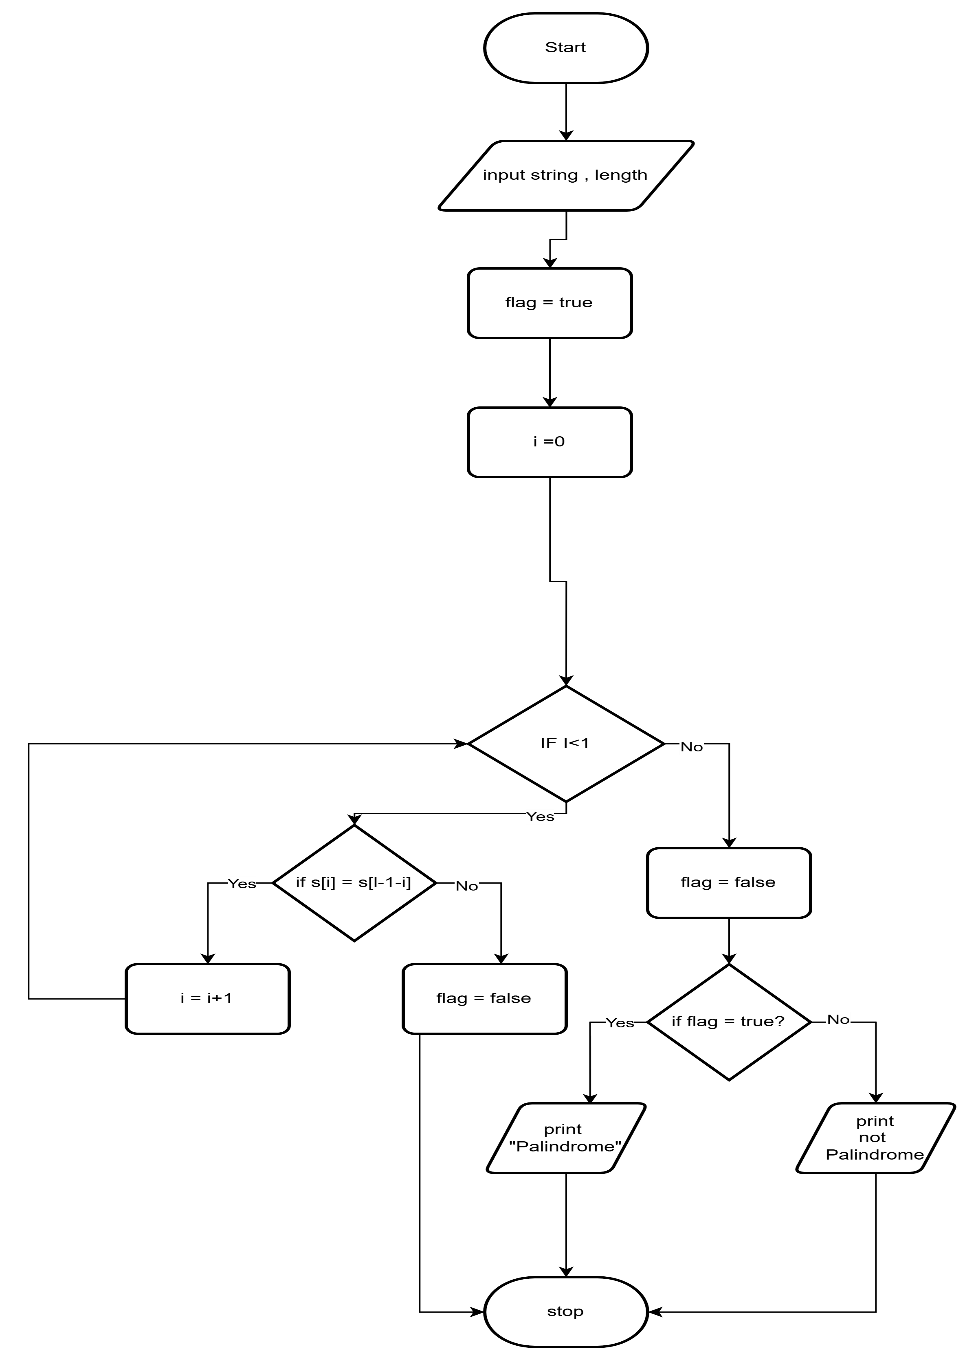 Start
input string , length
flag = true
i =0
IF I<1
No
Yes
if s[i] = s[l-1-i]
Yes
No
flag = false
i = i+1
flag = false
if flag = true?
Yes
No
print
"Palindrome"
print
not
Palindrome
stop